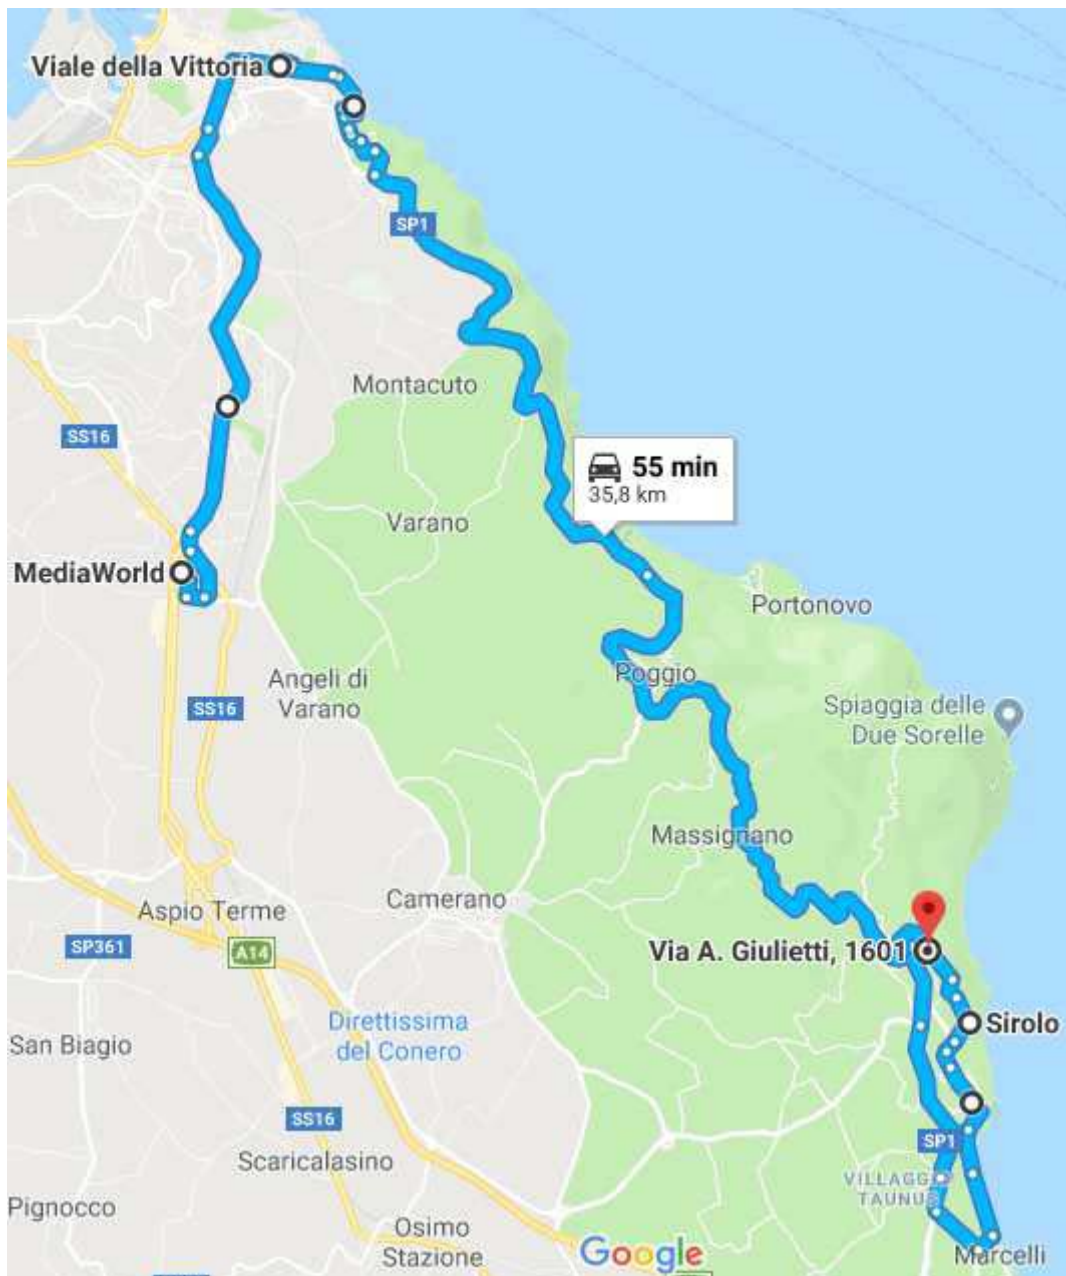 Viale della Vittoria
SP1
Montacuto
SS16
55 min
35,8 km
Varano
MediaWorld
Portonovo
Angeli di
Varano
Poggio
SS16
Spiaggia delle
Due Sorelle
Massignano
Camerano
Aspio Terme
SP361
A14
Via A. Giulietti, 1601
Direttissima
del Conero
Sirolo
San Biagio
SS16
SP1
Scaricalasino
VILLAGGIO
TAUNUS
Pignocco
Osimo
Stazione
Google
Marcelli